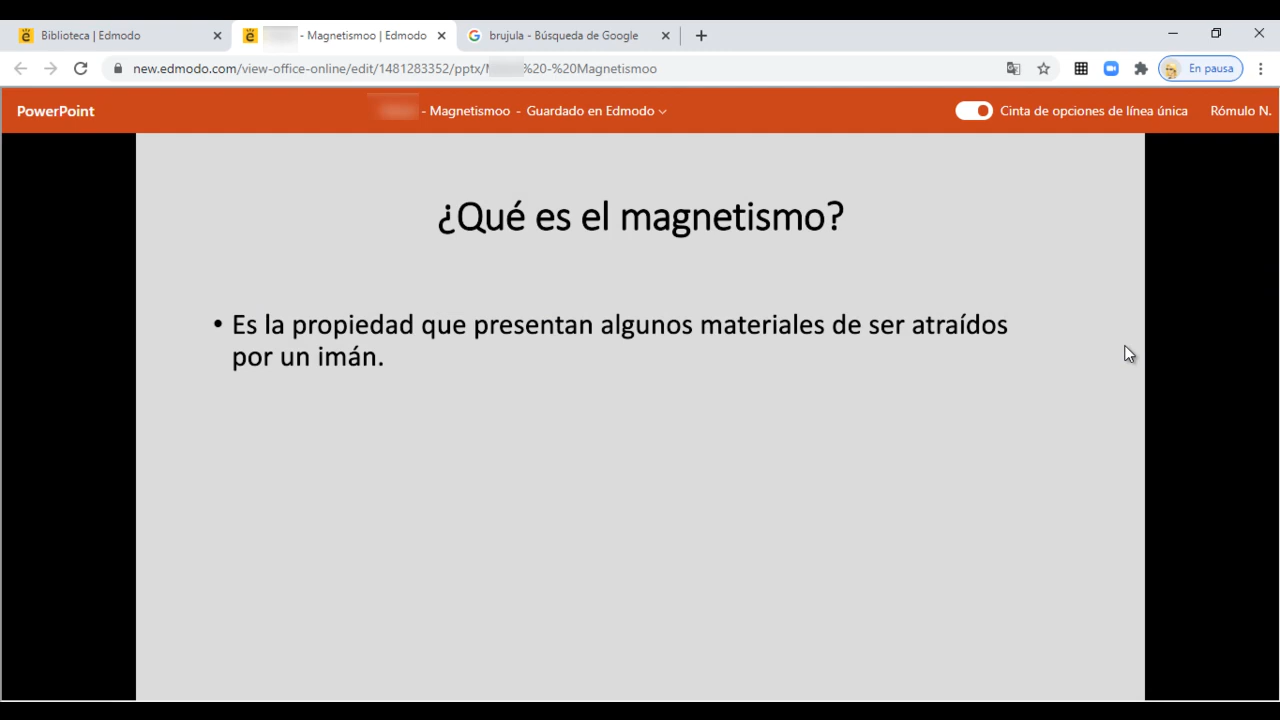 Biblioteca | Edmodo
- Magnetismoo | Edmodo
brujula - Búsqueda de Google
new.edmodo.com/view-office-online/edit/1481283352/pptx/
%20-%20Magnetismoo
En pausa
PowerPoint
- Magnetismoo - Guardado en Edmodo
Cinta de opciones de línea única
Rómulo N.
¿Qué es el magnetismo?
• Es la propiedad que presentan algunos materiales de ser atraídos
por un imán.